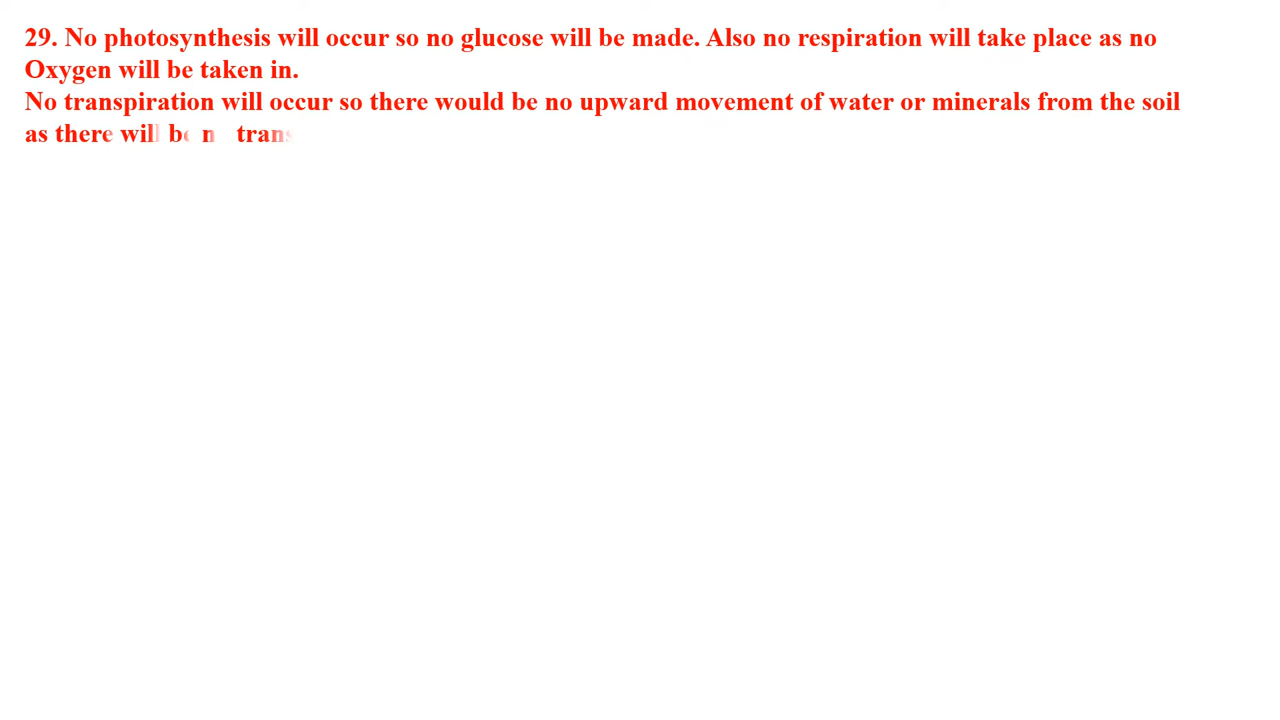 29. No photosynthesis will occur so no glucose will be made. Also no respiration will take place as no
Oxygen will be taken in.
No transpiration will occur so there would be no upward movement of water or minerals from the soil
as there will be